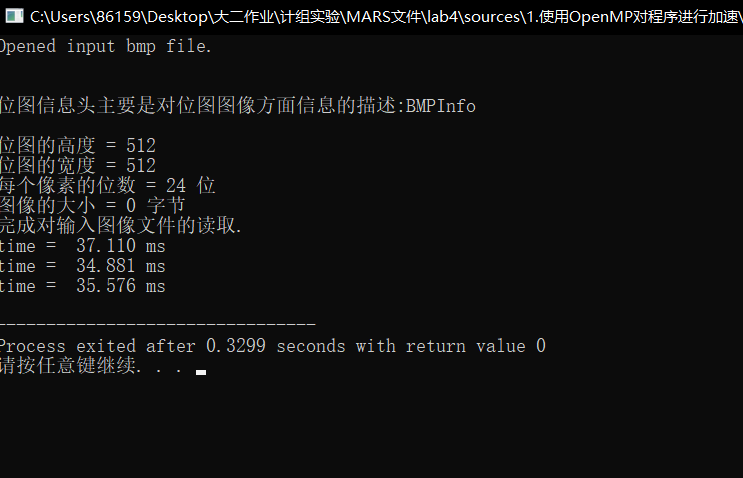 C:\Users\86159\Desktop\大二作业\计组实验\MARS文件\lab4\sources\1.使用OpenMP对程序进行加速\
Opened input bmp file.
位图信息头主要是对位图图像方面信息的描述:BMPInfo
位图的高度 = 512
位图的宽度 = 512
每个像素的位数 = 24 位
图像的大小 = 0 字节
完成对输入图像文件的读取.
time =  37.110 ms
time =  34.881 ms
time =  35.576 ms
--------------------------------
Process exited after 0.3299 seconds with return value 0
请按任意键继续. . .